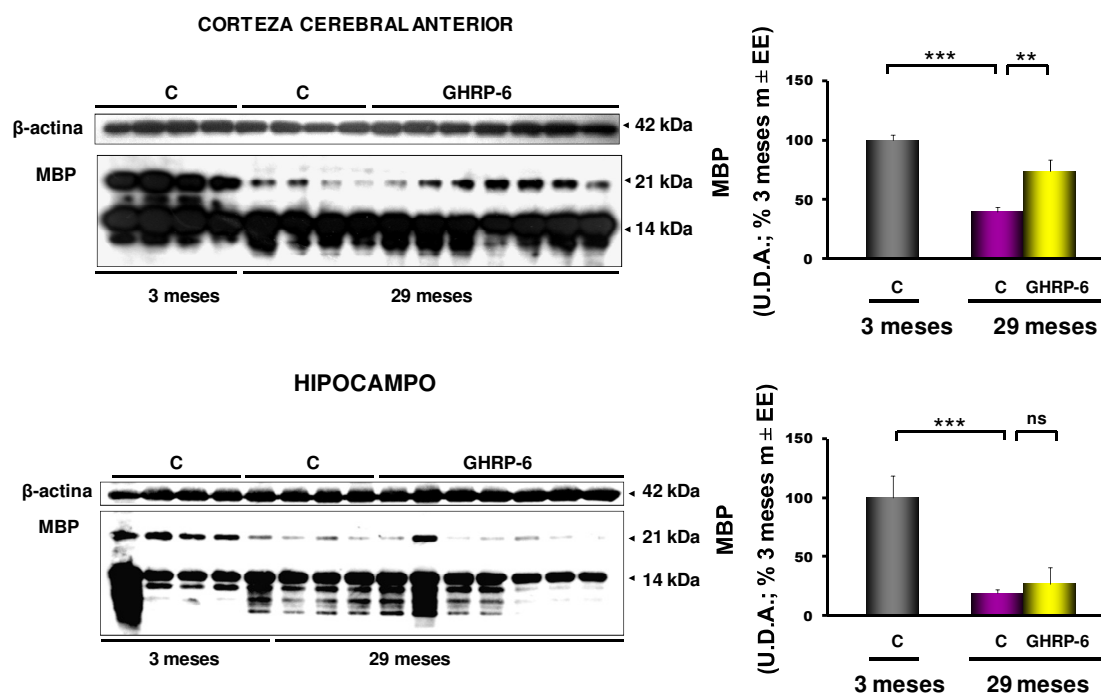 CORTEZA CEREBRAL ANTERIOR
C C GHRP-6
β-actina 42 kDa
MBP 21 kDa
14 kDa
3 meses 29 meses
MBP
(U.D.A.; % 3 meses m ± EE)
*** **
150
100
50
0
C C GHRP-6
3 meses 29 meses
HIPOCAMPO
C C GHRP-6
β-actina 42 kDa
MBP 21 kDa
14 kDa
3 meses 29 meses
MBP
(U.D.A.; % 3 meses m ± EE)
*** ns
150
100
50
0
C C GHRP-6
3 meses 29 meses